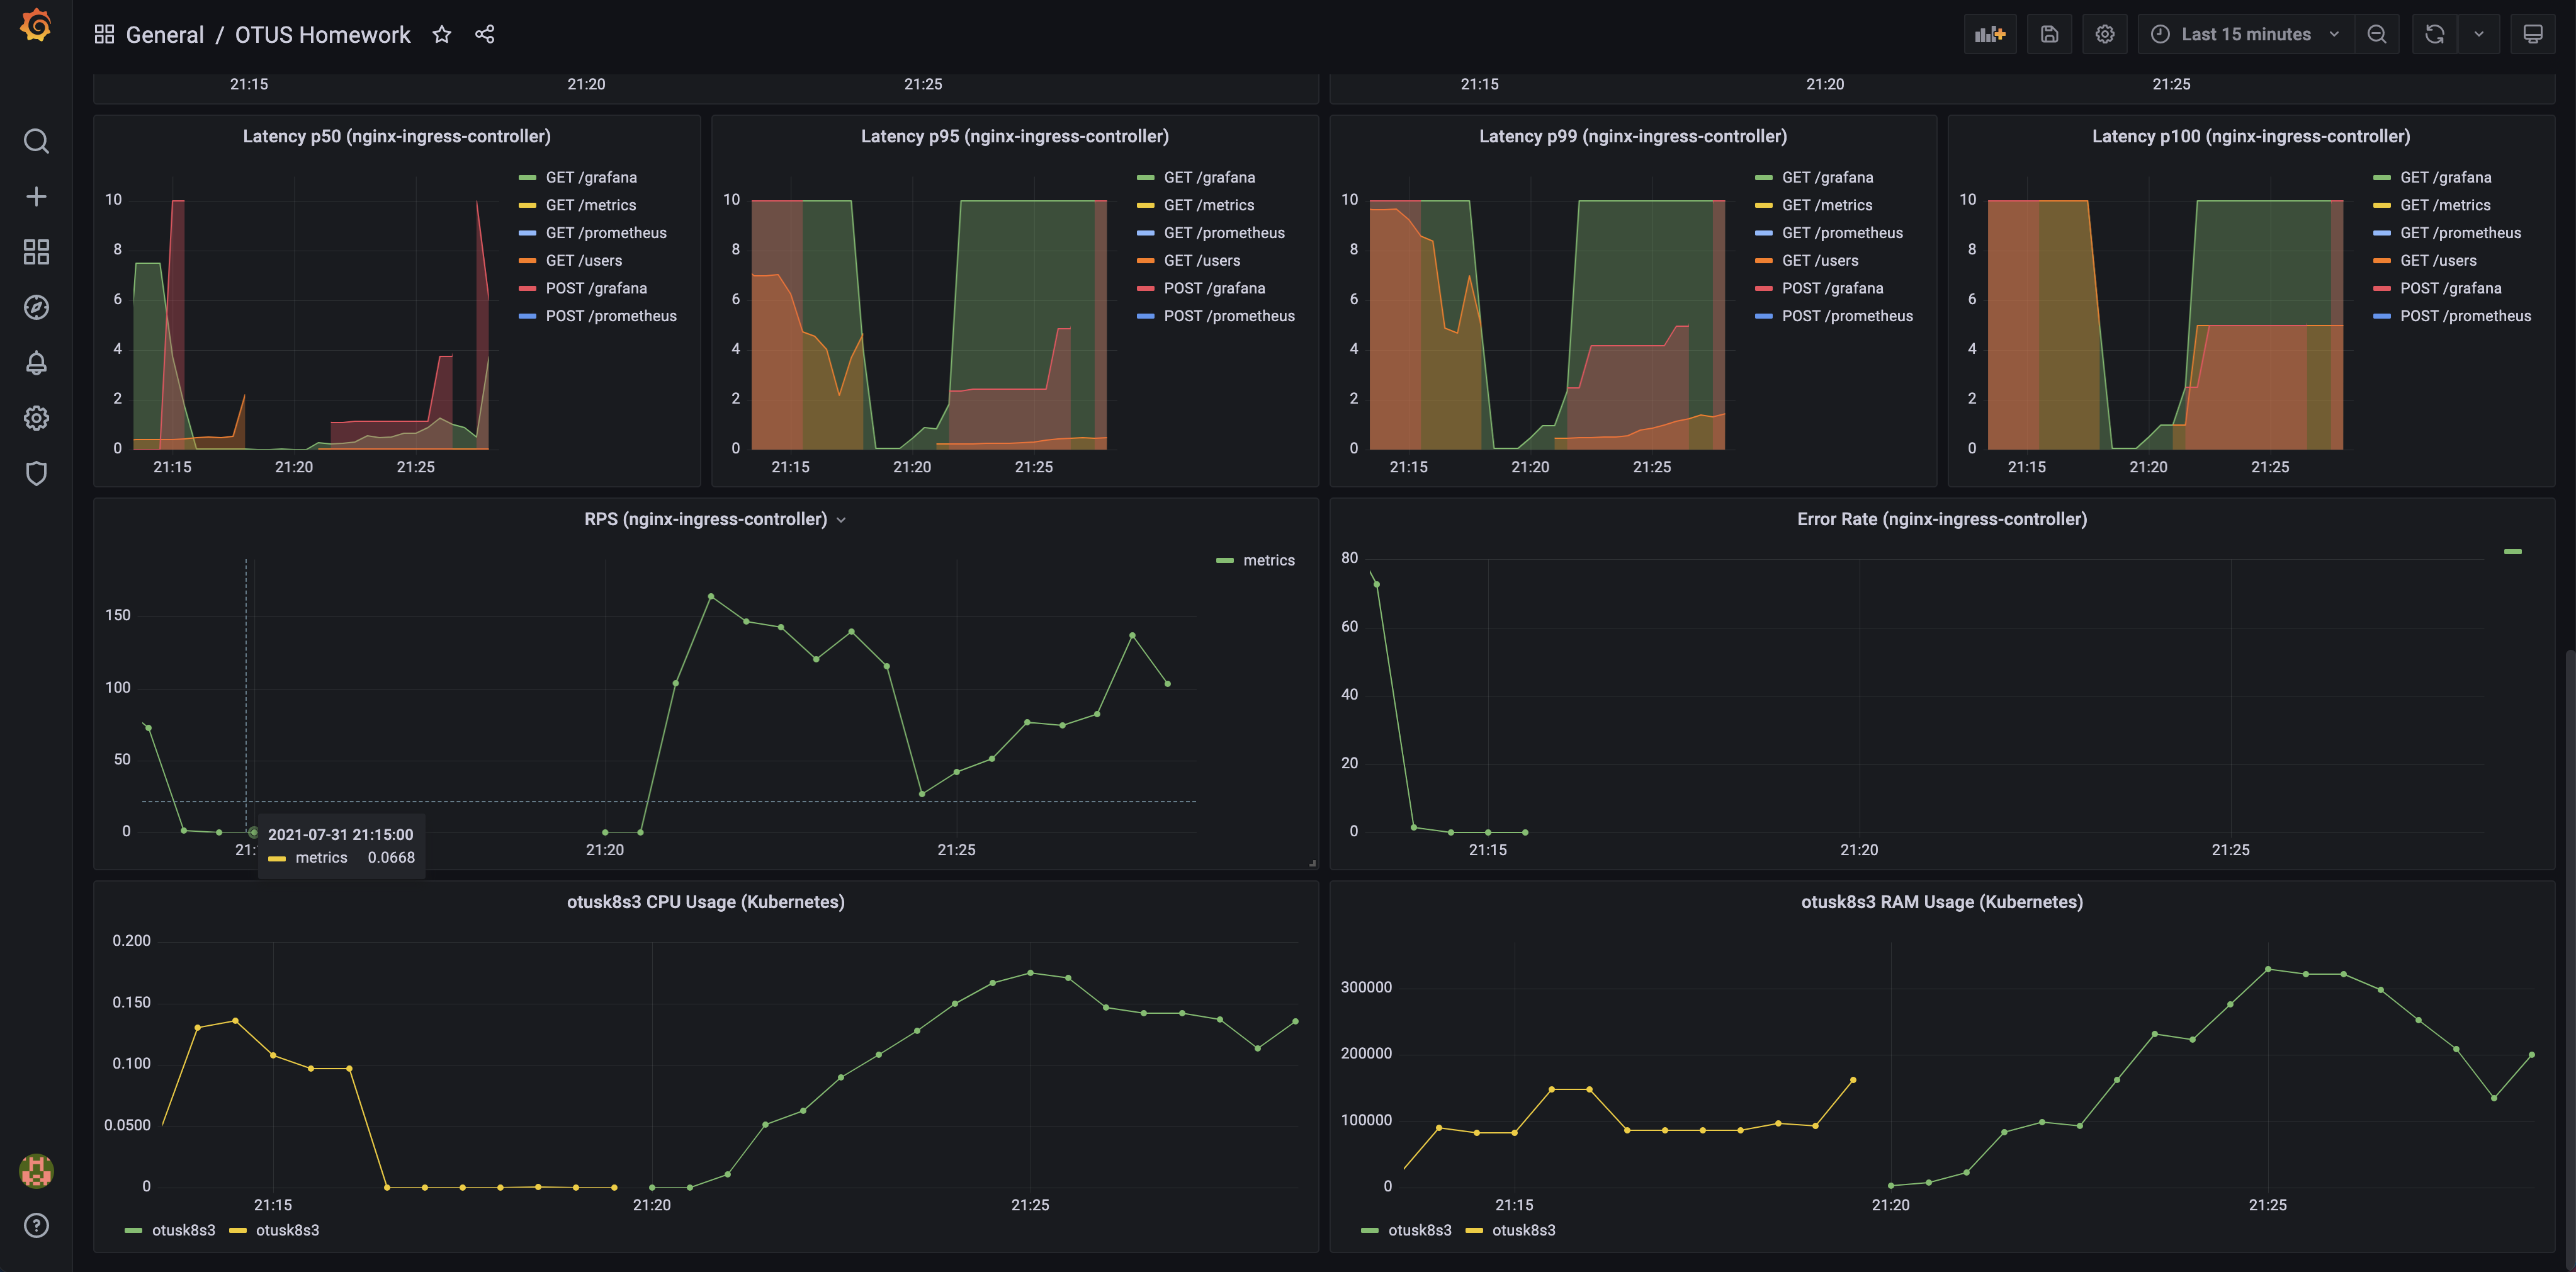 General / OTUS Homework
Last 15 minutes
21:15 21:20 21:25
21:15 21:20 21:25
Latency p50 (nginx-ingress-controller)
10
8
6
4
2
0
21:15 21:20 21:25
GET /grafana
GET /metrics
GET /prometheus
GET /users
POST /grafana
POST /prometheus
Latency p95 (nginx-ingress-controller)
10
8
6
4
2
0
21:15 21:20 21:25
GET /grafana
GET /metrics
GET /prometheus
GET /users
POST /grafana
POST /prometheus
Latency p99 (nginx-ingress-controller)
10
8
6
4
2
0
21:15 21:20 21:25
GET /grafana
GET /metrics
GET /prometheus
GET /users
POST /grafana
POST /prometheus
Latency p100 (nginx-ingress-controller)
10
8
6
4
2
0
21:15 21:20 21:25
GET /grafana
GET /metrics
GET /prometheus
GET /users
POST /grafana
POST /prometheus
RPS (nginx-ingress-controller)
metrics
150
100
50
0
21: 21:20 21:25
2021-07-31 21:15:00
metrics 0.0668
Error Rate (nginx-ingress-controller)
80
60
40
20
0
21:15 21:20 21:25
otusk8s3 CPU Usage (Kubernetes)
0.200
0.150
0.100
0.0500
0
21:15 21:20 21:25
otusk8s3 otusk8s3
otusk8s3 RAM Usage (Kubernetes)
300000
200000
100000
0
21:15 21:20 21:25
otusk8s3 otusk8s3